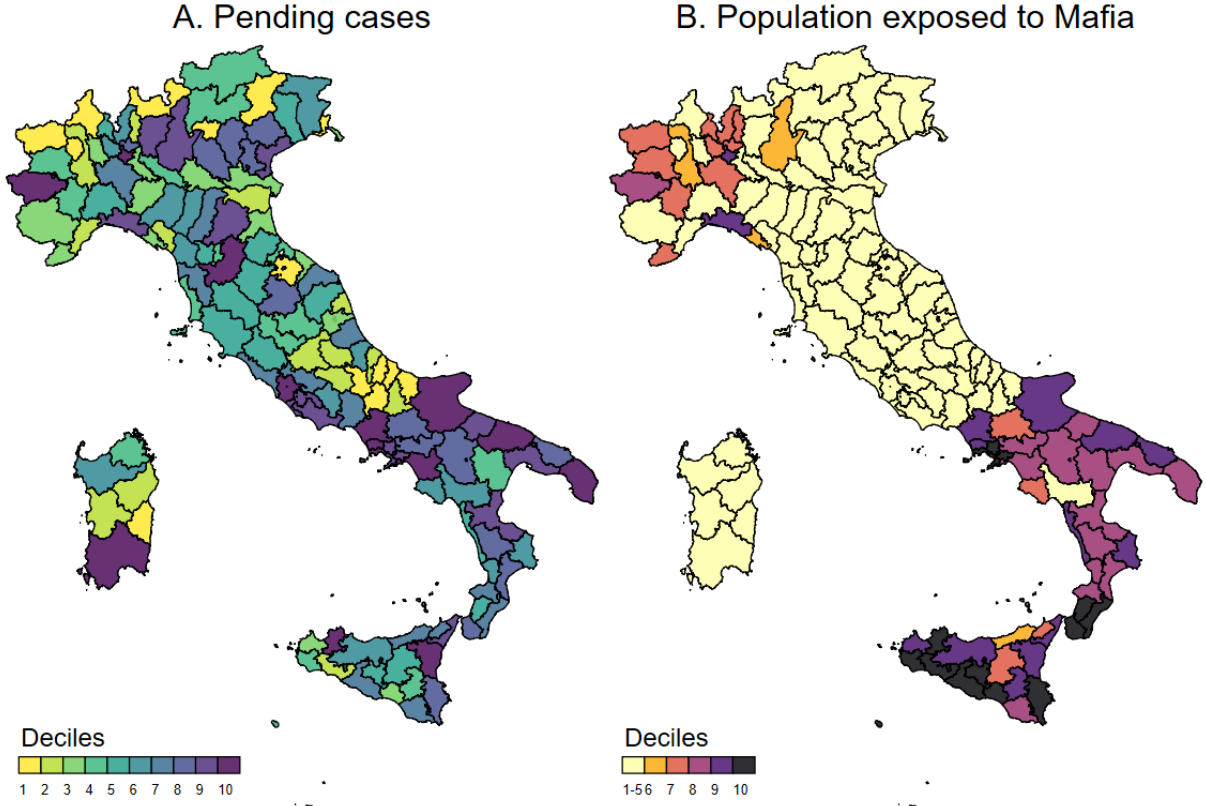 A. Pending cases
B. Population exposed to Mafia
Deciles
1 2 3 4 5 6 7 8 9 10
Deciles
1-5 6 7 8 9 10